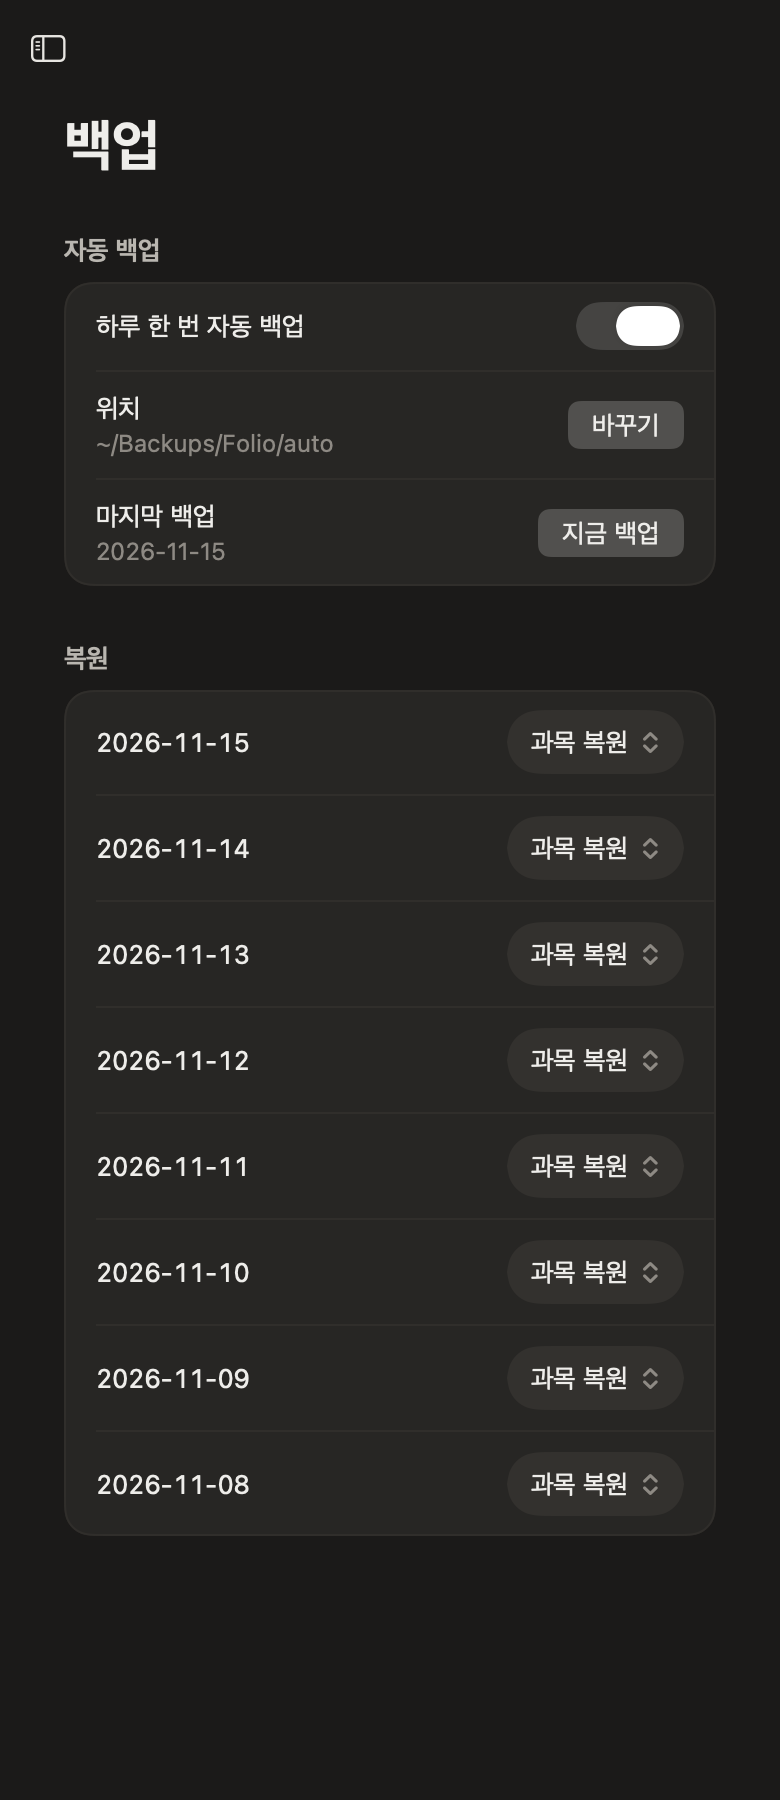 백업
자동 백업
하루 한 번 자동 백업
위치
~/Backups/Folio/auto
바꾸기
마지막 백업
2026-11-15
지금 백업
복원
2026-11-15 과목 복원
2026-11-14 과목 복원
2026-11-13 과목 복원
2026-11-12 과목 복원
2026-11-11 과목 복원
2026-11-10 과목 복원
2026-11-09 과목 복원
2026-11-08 과목 복원